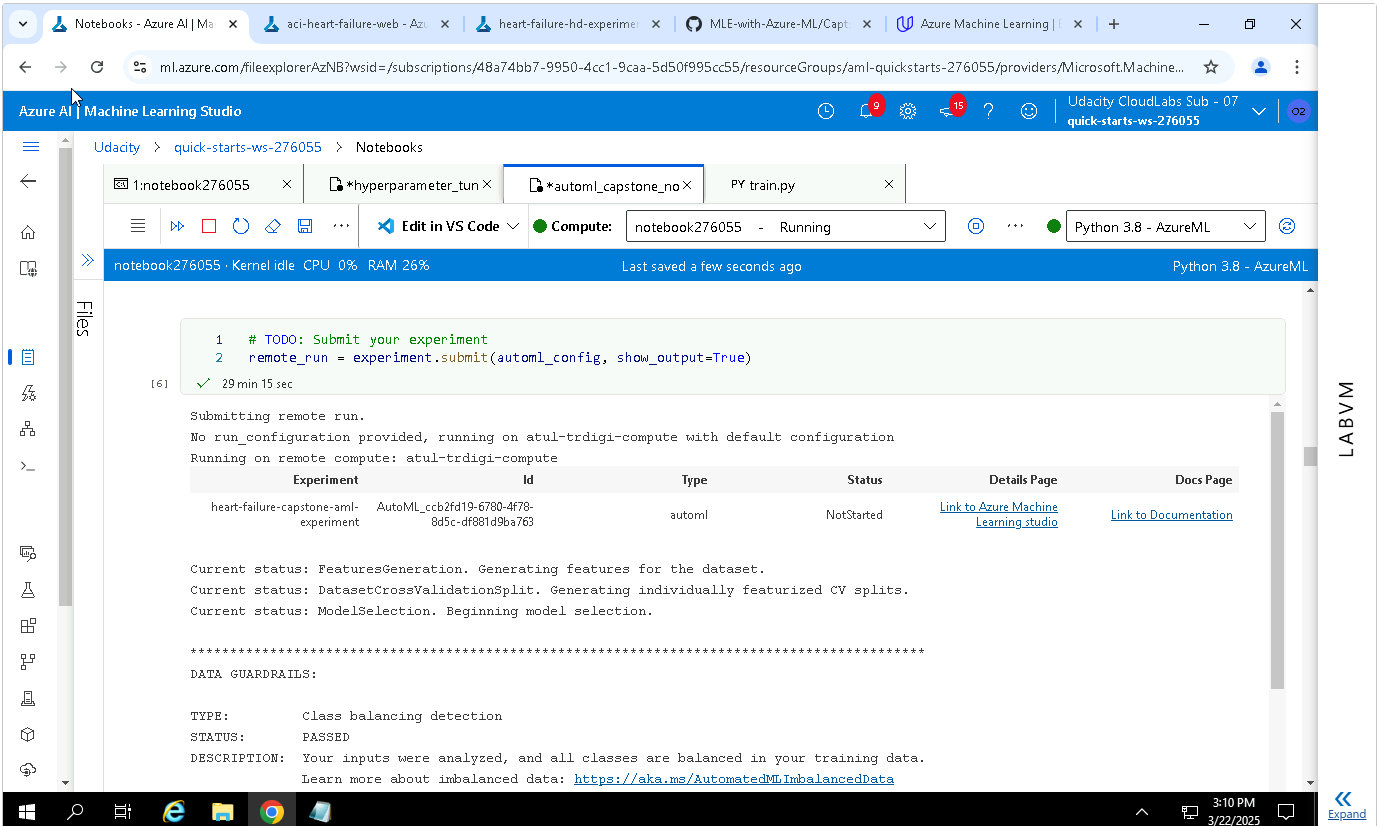 Notebooks - Azure AI | Ma
aci-heart-failure-web - Azu
heart-failure-hd-experimen
MLE-with-Azure-ML/Capt
Azure Machine Learning |
ml.azure.com/fileexplorerAzNB?wsid=/subscriptions/48a74bb7-9950-4cc1-9caa-5d50f995cc55/resourceGroups/aml-quickstarts-276055/providers/Microsoft.Machine...
Azure AI | Machine Learning Studio
9
15
Udacity CloudLabs Sub - 07
quick-starts-ws-276055
O2
Udacity > quick-starts-ws-276055 > Notebooks
1:notebook276055
*hyperparameter_tun
*automl_capstone_no
PY train.py
Edit in VS Code
Compute:
notebook276055 - Running
Python 3.8 - AzureML
notebook276055 · Kernel idle CPU 0% RAM 26%
Last saved a few seconds ago
Python 3.8 - AzureML
Files
1 # TODO: Submit your experiment
2 remote_run = experiment.submit(automl_config, show_output=True)
[6]
29 min 15 sec
Submitting remote run.
No run_configuration provided, running on atul-trdigi-compute with default configuration
Running on remote compute: atul-trdigi-compute
Experiment Id Type Status Details Page Docs Page
heart-failure-capstone-aml-
experiment
AutoML_ccb2fd19-6780-4f78-
8d5c-df881d9ba763
automl
NotStarted
Link to Azure Machine
Learning studio
Link to Documentation
Current status: FeaturesGeneration. Generating features for the dataset.
Current status: DatasetCrossValidationSplit. Generating individually featurized CV splits.
Current status: ModelSelection. Beginning model selection.
********************************************************************************************
DATA GUARDRAILS:
TYPE: Class balancing detection
STATUS: PASSED
DESCRIPTION: Your inputs were analyzed, and all classes are balanced in your training data.
Learn more about imbalanced data: https://aka.ms/AutomatedMLImbalancedData
LABVM
Expand
3:10 PM
3/22/2025